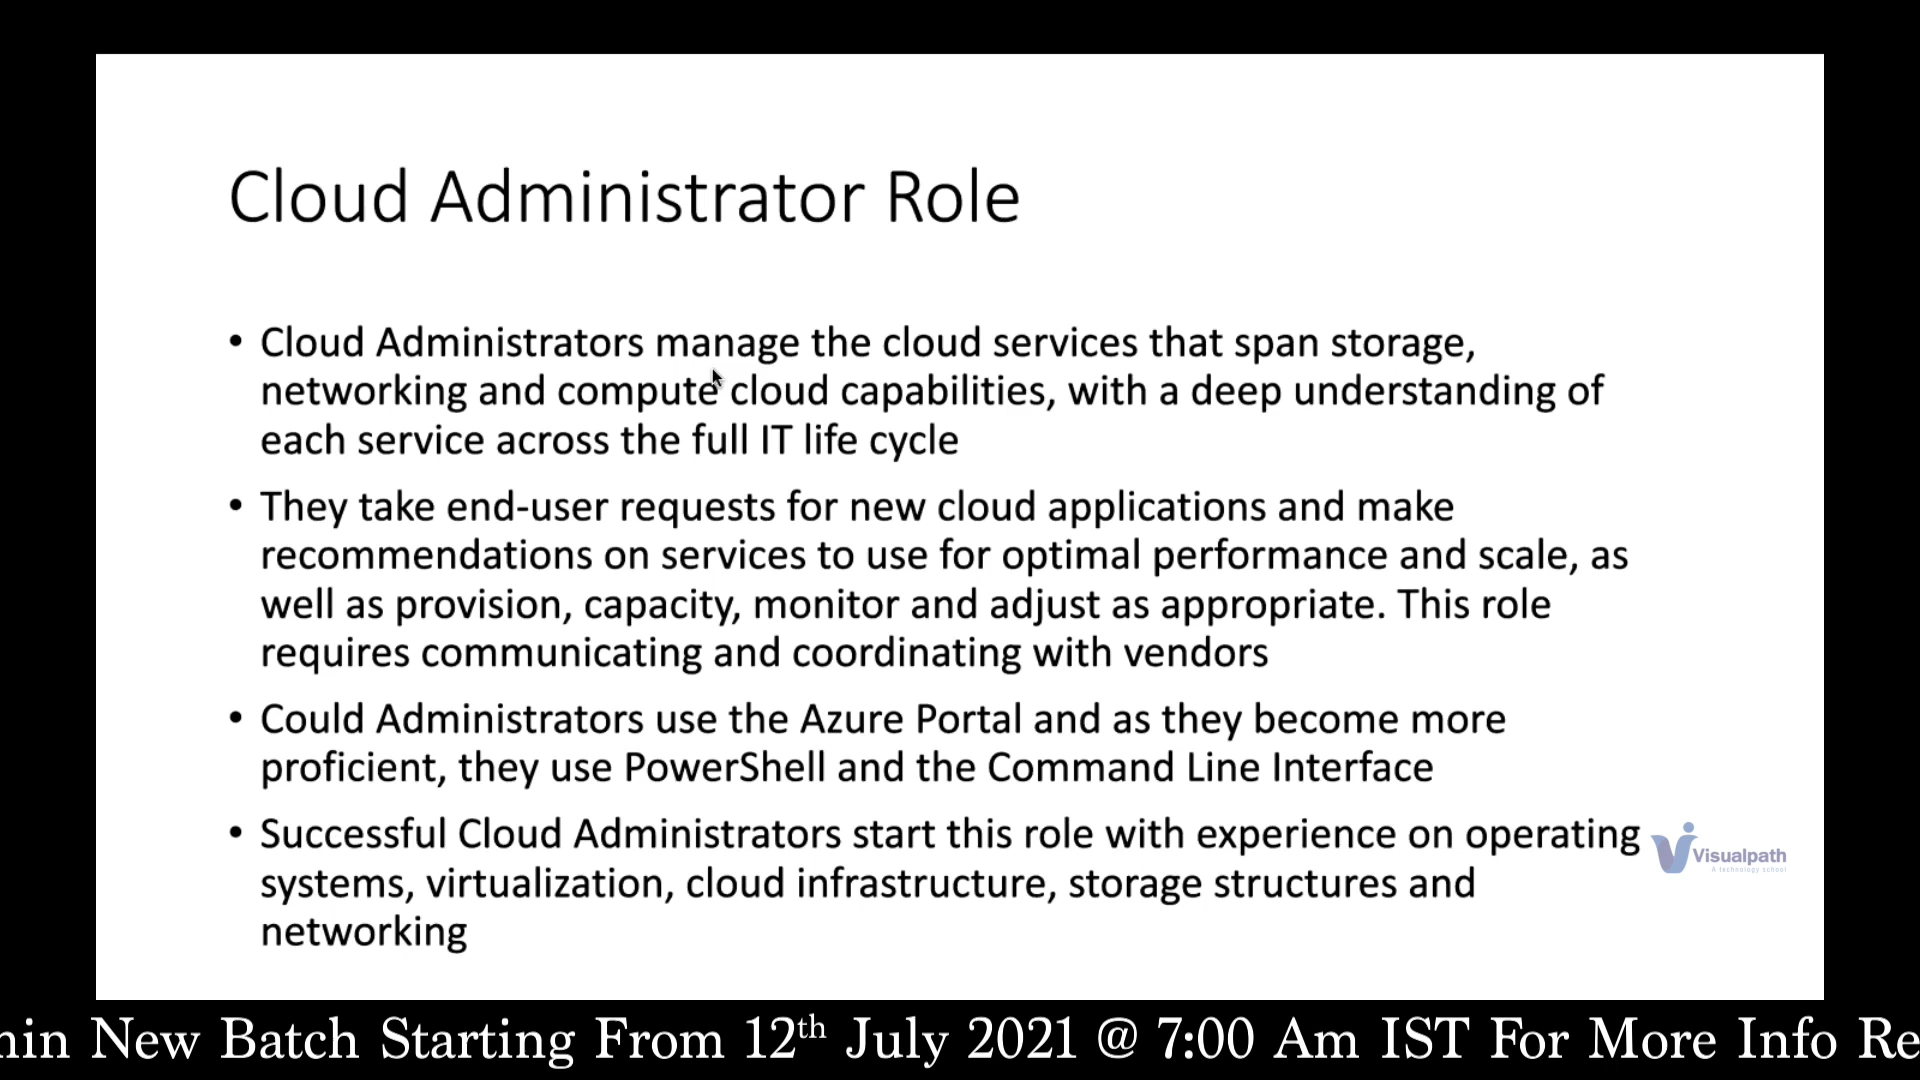 Cloud Administrator Role
• Cloud Administrators manage the cloud services that span storage,
networking and compute cloud capabilities, with a deep understanding of
each service across the full IT life cycle
• They take end-user requests for new cloud applications and make
recommendations on services to use for optimal performance and scale, as
well as provision, capacity, monitor and adjust as appropriate. This role
requires communicating and coordinating with vendors
• Could Administrators use the Azure Portal and as they become more
proficient, they use PowerShell and the Command Line Interface
• Successful Cloud Administrators start this role with experience on operating
systems, virtualization, cloud infrastructure, storage structures and
networking
Visualpath
A technology school
New Batch Starting From 12th July 2021 @ 7:00 Am IST For More Info